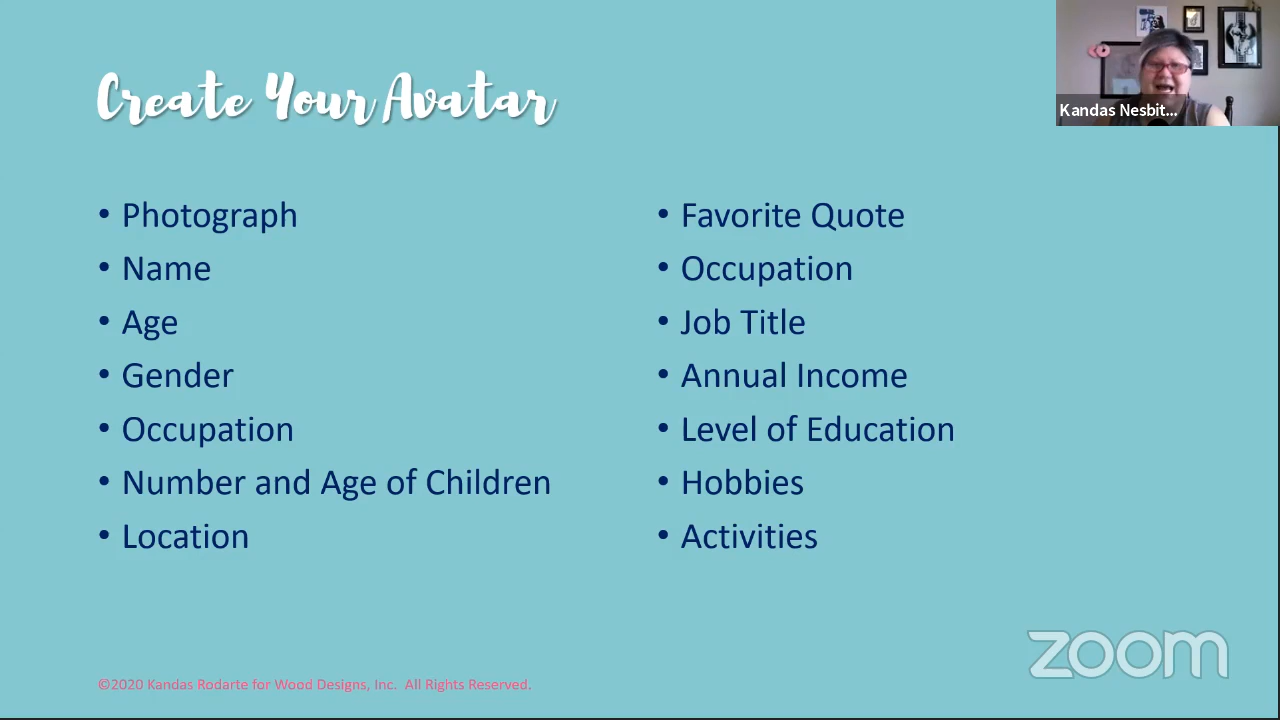 Create Your Avatar
Kandas Nesbit...
• Photograph
• Name
• Age
• Gender
• Occupation
• Number and Age of Children
• Location
• Favorite Quote
• Occupation
• Job Title
• Annual Income
• Level of Education
• Hobbies
• Activities
zoom
©2020 Kandas Rodarte for Wood Designs, Inc. All Rights Reserved.